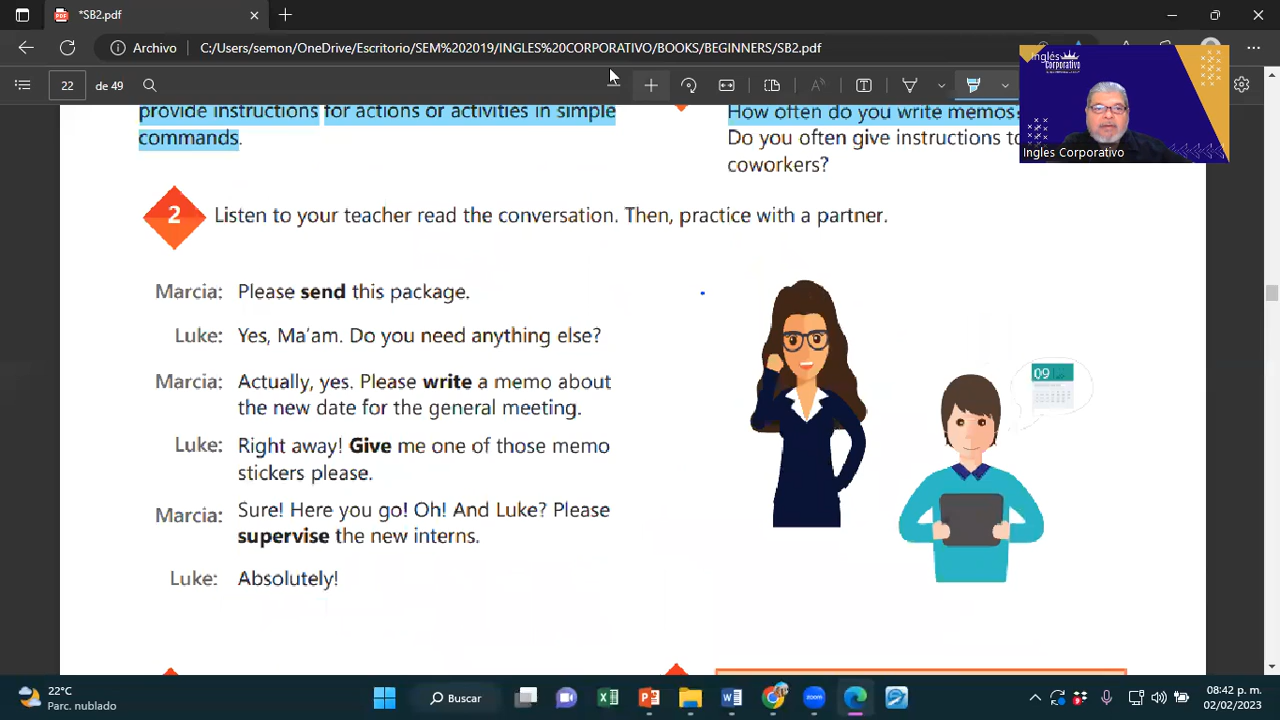 *SB2.pdf
Archivo C:/Users/semon/OneDrive/Escritorio/SEM%202019/INGLES%20CORPORATIVO/BOOKS/BEGINNERS/SB2.pdf
22 de 49
Inglés
Corporativo
Ingles Corporativo
provide instructions for actions or activities in simple
commands.
How often do you write memos?
Do you often give instructions to
coworkers?
2 Listen to your teacher read the conversation. Then, practice with a partner.
Marcia: Please send this package.
Luke: Yes, Ma'am. Do you need anything else?
Marcia: Actually, yes. Please write a memo about
the new date for the general meeting.
Luke: Right away! Give me one of those memo
stickers please.
Marcia: Sure! Here you go! Oh! And Luke? Please
supervise the new interns.
Luke: Absolutely!
09
22°C
Parc. nublado
Buscar
08:42 p. m.
02/02/2023